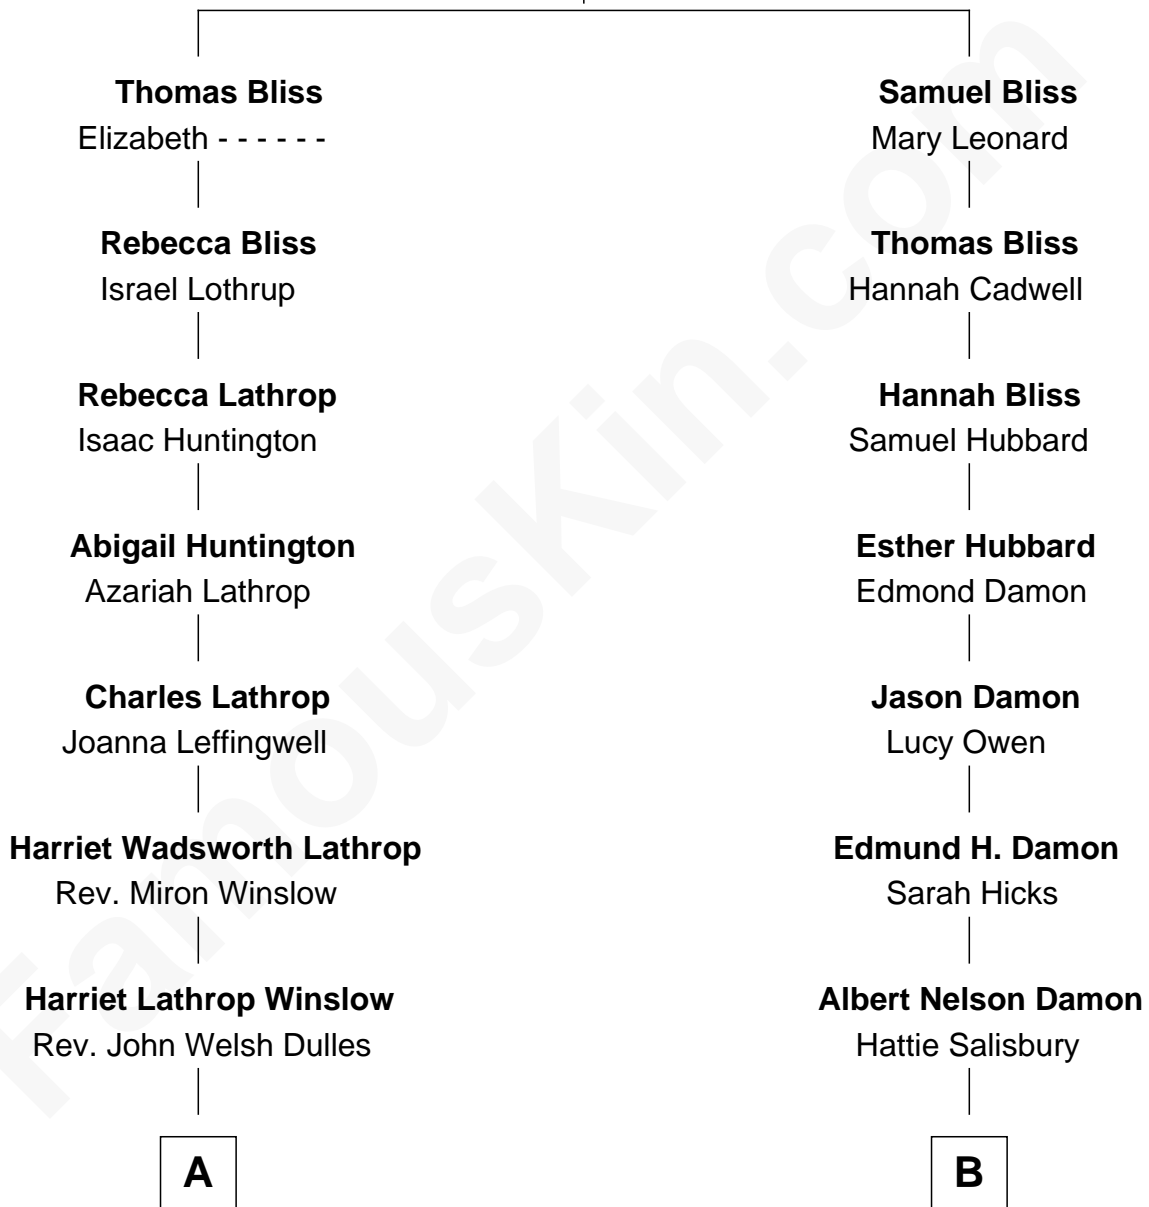 Thomas Bliss
Elizabeth - - - - - -
Rebecca Bliss
Israel Lothrup
Rebecca Lathrop
Isaac Huntington
Abigail Huntington
Azariah Lathrop
Charles Lathrop
Joanna Leffingwell
Harriet Wadsworth Lathrop
Rev. Miron Winslow
Harriet Lathrop Winslow
Rev. John Welsh Dulles
A
Samuel Bliss
Mary Leonard
Thomas Bliss
Hannah Cadwell
Hannah Bliss
Samuel Hubbard
Esther Hubbard
Edmond Damon
Jason Damon
Lucy Owen
Edmund H. Damon
Sarah Hicks
Albert Nelson Damon
Hattie Salisbury
B
FamousKin.com